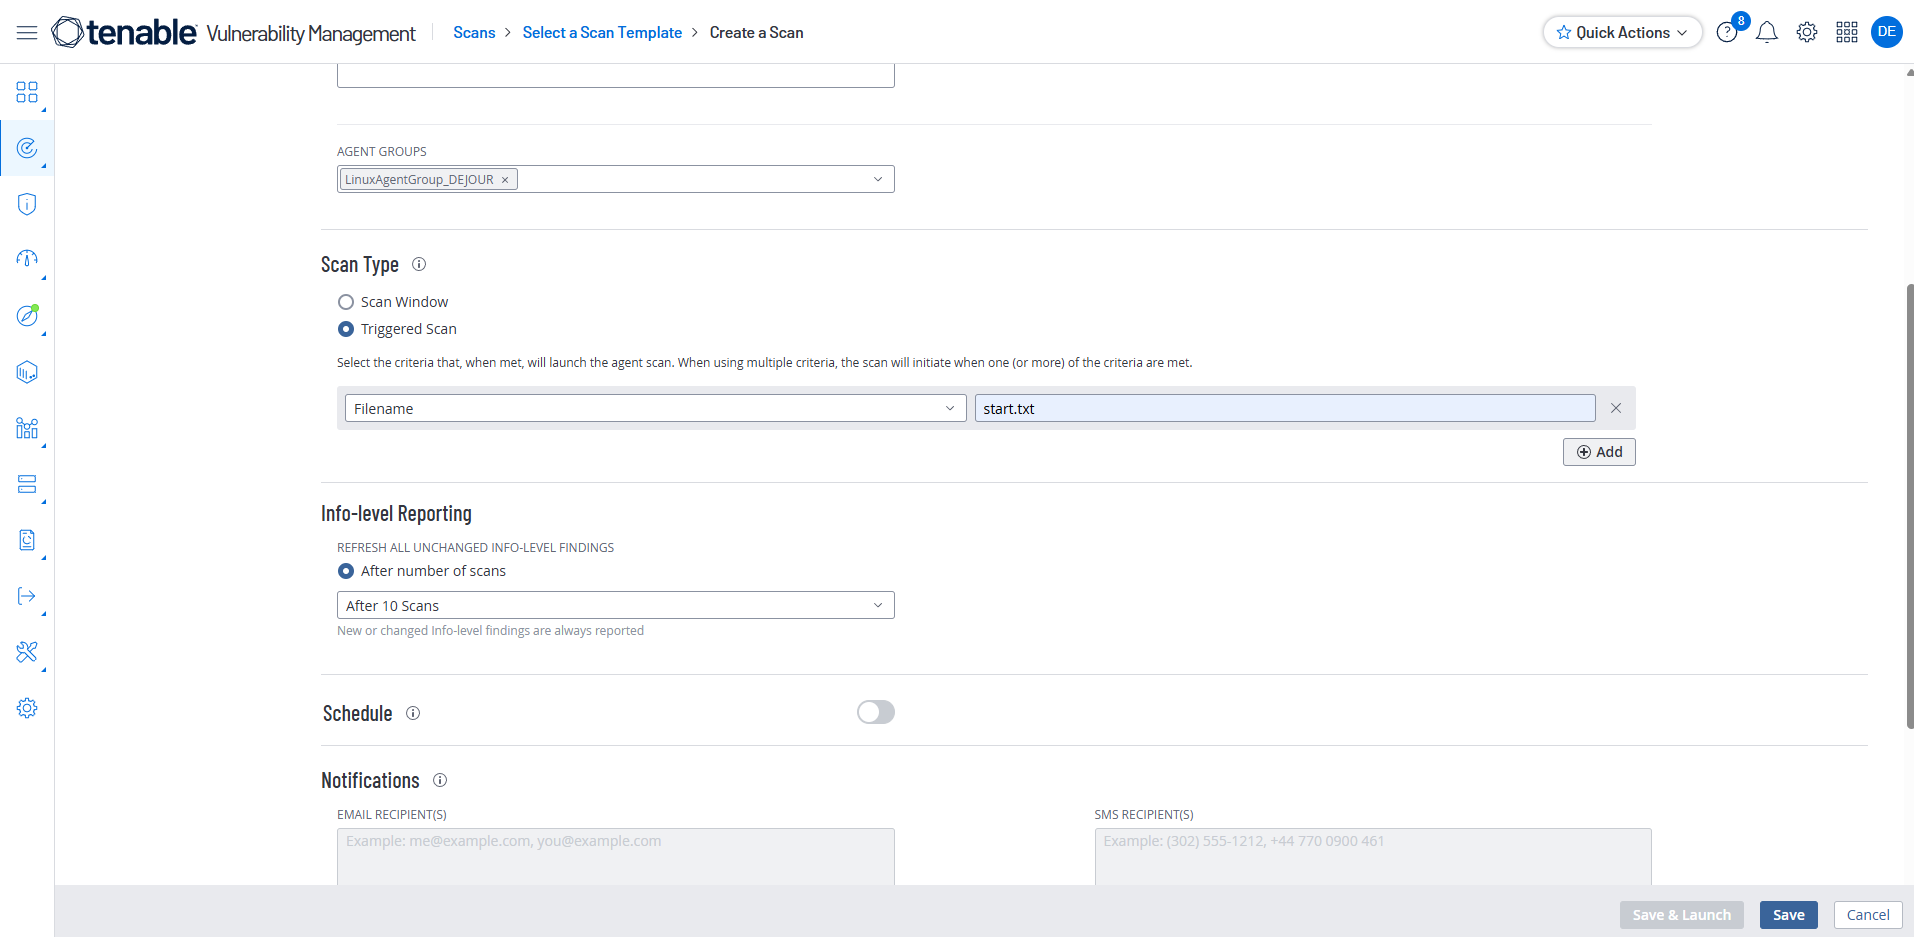 tenable Vulnerability Management
Scans > Select a Scan Template > Create a Scan
Quick Actions
8
DE
AGENT GROUPS
LinuxAgentGroup_DEJOUR ×
Scan Type
Scan Window
Triggered Scan
Select the criteria that, when met, will launch the agent scan. When using multiple criteria, the scan will initiate when one (or more) of the criteria are met.
Filename
start.txt
Add
Info-level Reporting
REFRESH ALL UNCHANGED INFO-LEVEL FINDINGS
After number of scans
After 10 Scans
New or changed Info-level findings are always reported
Schedule
Notifications
EMAIL RECIPIENT(S)
Example: me@example.com, you@example.com
SMS RECIPIENT(S)
Example: (302) 555-1212, +44 770 0900 461
Save & Launch
Save
Cancel